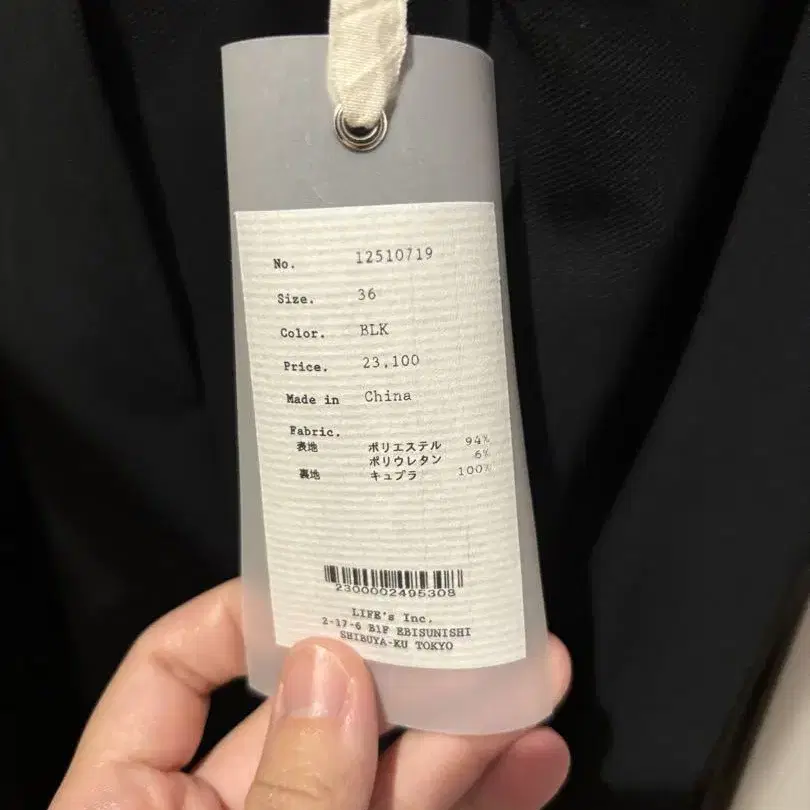 No. 12510719
Size. 36
Color. BLK
Price. 23,100
Made in China
Fabric.
表地 ポリエステル 94%
ポリウレタン 6%
裏地 キュプラ 100%
2300002495308
LIFE's Inc.
2-17-6 B1F EBISUNISHI
SHIBUYA-KU TOKYO